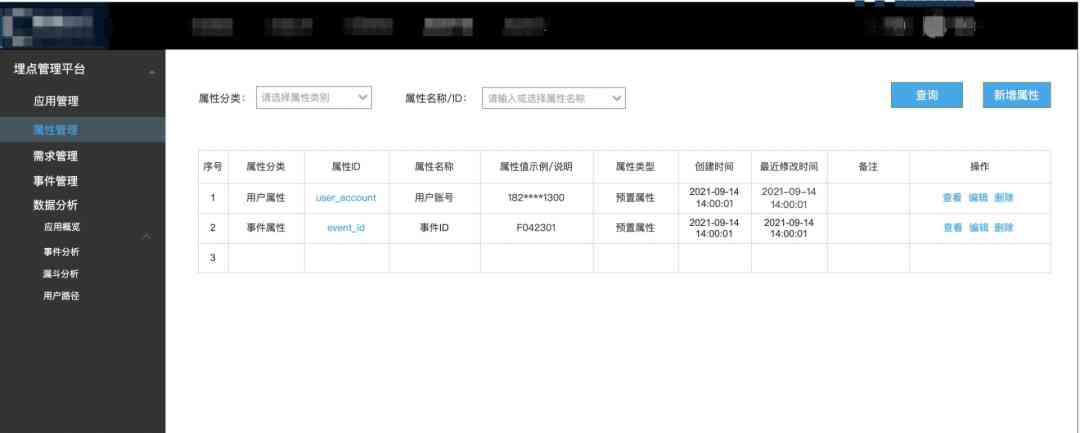 埋点管理平台
应用管理
属性管理
需求管理
事件管理
数据分析
应用概览
事件分析
漏斗分析
用户路径
属性分类： 请选择属性类别 属性名称/ID： 请输入或选择属性名称 查询 新增属性
序号 属性分类 属性ID 属性名称 属性值示例/说明 属性类型 创建时间 最近修改时间 备注 操作
1 用户属性 user_account 用户账号 182****1300 预置属性 2021-09-14 14:00:01 2021-09-14 14:00:01 查看 编辑 删除
2 事件属性 event_id 事件ID F042301 预置属性 2021-09-14 14:00:01 2021-09-14 14:00:01 查看 编辑 删除
3